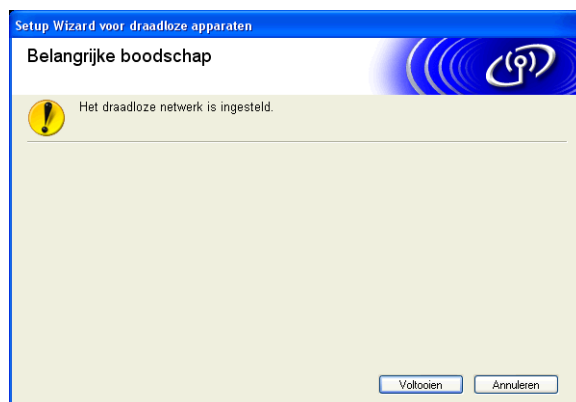 Setup Wizard voor draadloze apparaten
Belangrijke boodschap
Het draadloze netwerk is ingesteld.
Voltooien
Annuleren